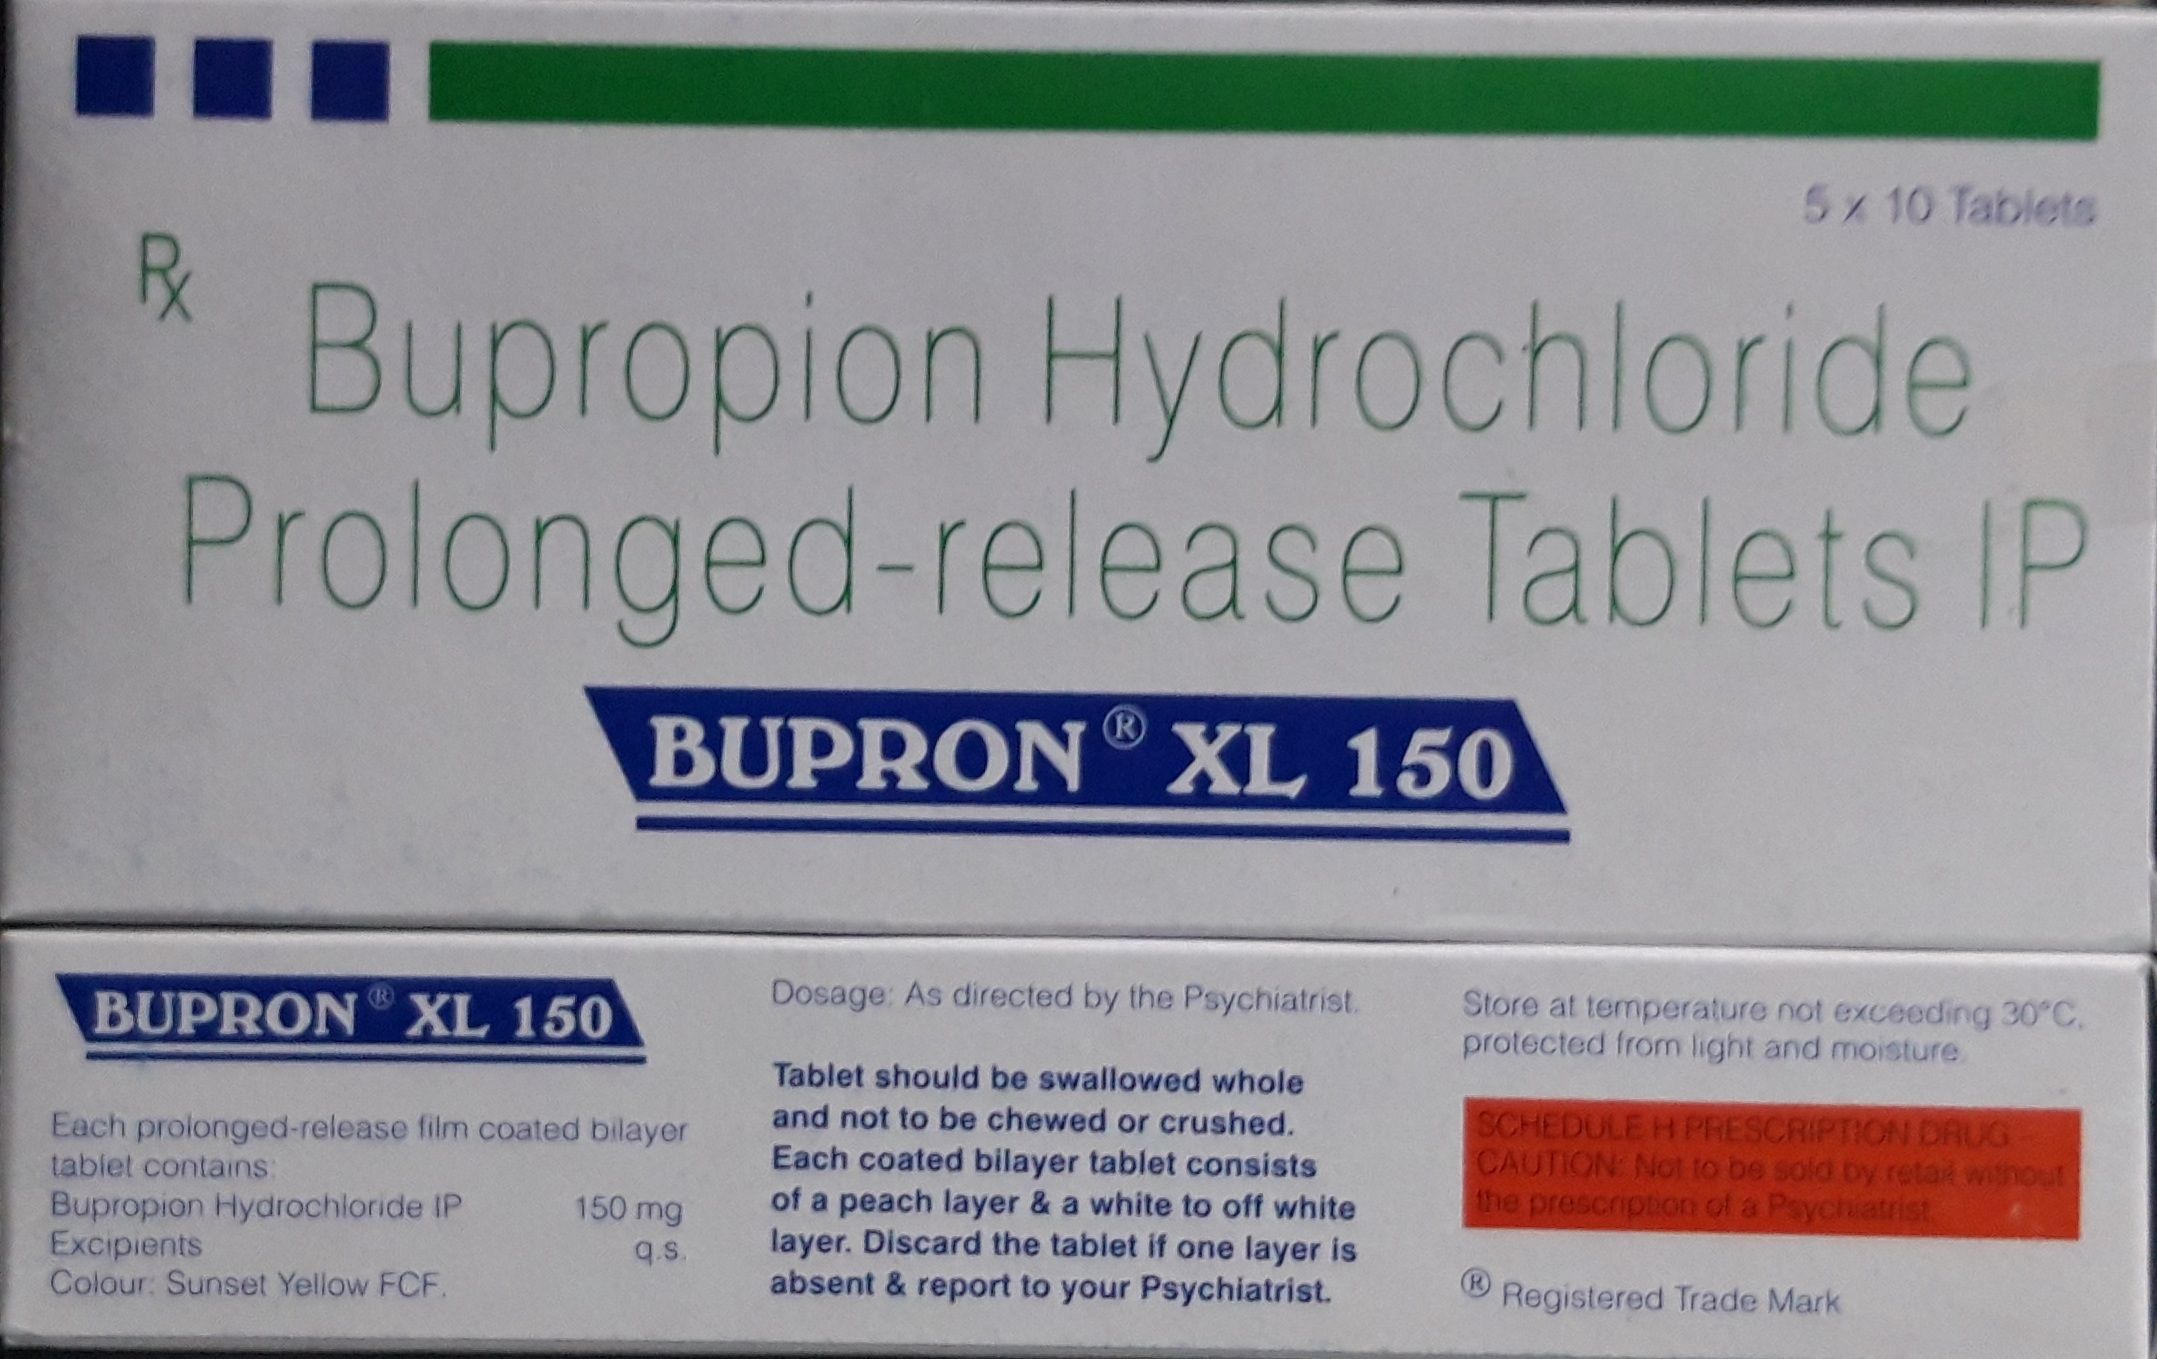 5 x 10 Tablets
Rx Bupropion Hydrochloride
Prolonged-release Tablets IP
BUPRON® XL 150
BUPRON® XL 150
Each prolonged-release film coated bilayer
tablet contains:
Bupropion Hydrochloride IP 150 mg
Excipients q.s.
Colour: Sunset Yellow FCF.
Dosage: As directed by the Psychiatrist.
Tablet should be swallowed whole
and not to be chewed or crushed.
Each coated bilayer tablet consists
of a peach layer & a white to off white
layer. Discard the tablet if one layer is
absent & report to your Psychiatrist.
Store at temperature not exceeding 30°C,
protected from light and moisture.
SCHEDULE H PRESCRIPTION DRUG -
CAUTION: Not to be sold by retail without
the prescription of a Psychiatrist.
® Registered Trade Mark